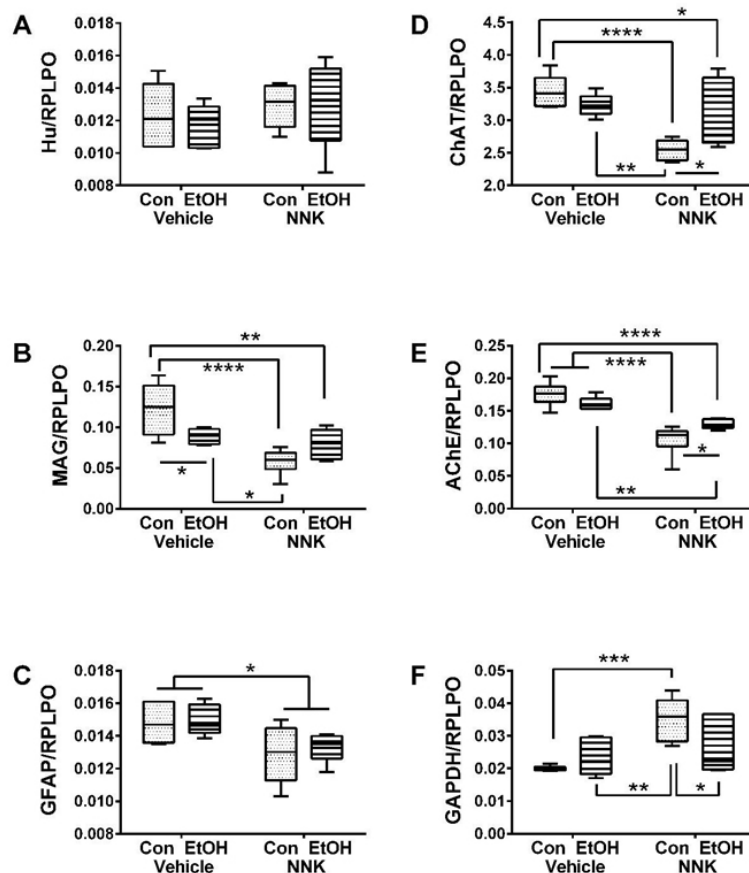 A
Hu/RPLPO
0.018
0.016
0.014
0.012
0.010
0.008
Con EtOH Con EtOH
Vehicle NNK
D
ChAT/RPLPO
4.5
4.0
3.5
3.0
2.5
2.0
*
****
**
*
Con EtOH Con EtOH
Vehicle NNK
B
MAG/RPLPO
0.20
0.15
0.10
0.05
0.00
**
****
*
*
Con EtOH Con EtOH
Vehicle NNK
E
AChE/RPLPO
0.25
0.20
0.15
0.10
0.05
0.00
****
****
*
**
Con EtOH Con EtOH
Vehicle NNK
C
GFAP/RPLPO
0.018
0.016
0.014
0.012
0.010
0.008
*
Con EtOH Con EtOH
Vehicle NNK
F
GAPDH/RPLPO
0.05
0.04
0.03
0.02
0.01
0.00
***
**
*
Con EtOH Con EtOH
Vehicle NNK